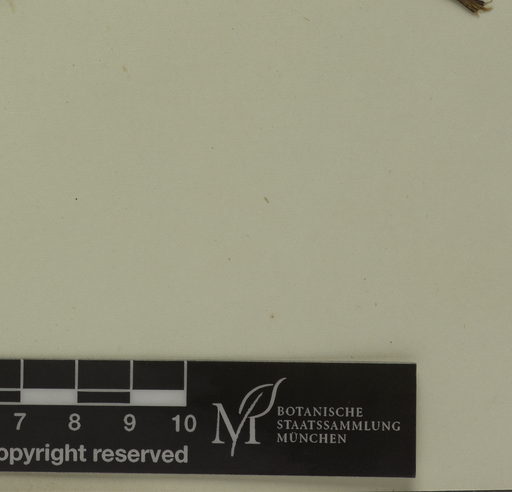 7 8 9 10
opyright reserved
BOTANISCHE
STAATSSAMMLUNG
MÜNCHEN